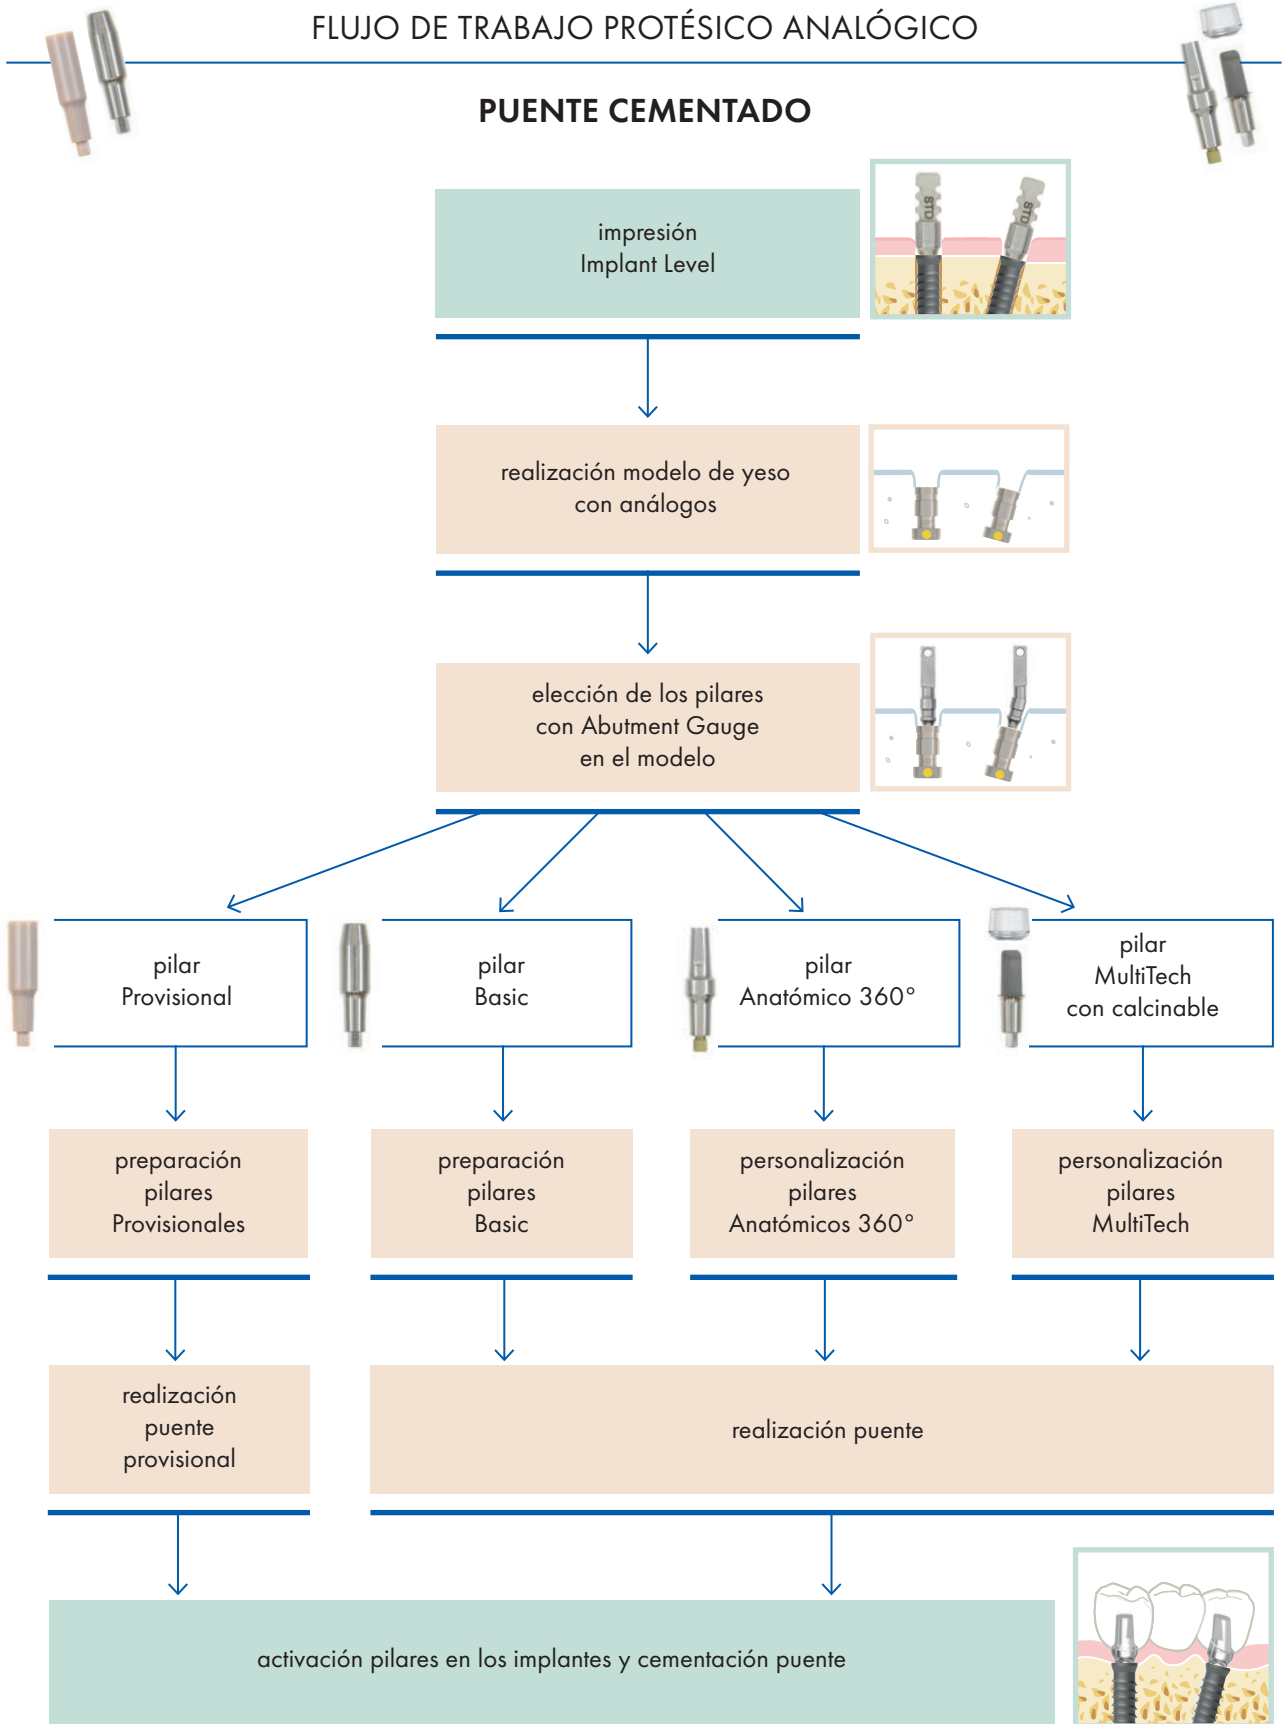 FLUJO DE TRABAJO PROTÉSICO ANALÓGICO
PUENTE CEMENTADO
impresión
Implant Level
STD
STD
realización modelo de yeso
con análogos
elección de los pilares
con Abutment Gauge
en el modelo
pilar
Provisional
pilar
Basic
pilar
Anatómico 360°
pilar
MultiTech
con calcinable
preparación
pilares
Provisionales
preparación
pilares
Basic
personalización
pilares
Anatómicos 360°
personalización
pilares
MultiTech
realización
puente
provisional
realización puente
activación pilares en los implantes y cementación puente